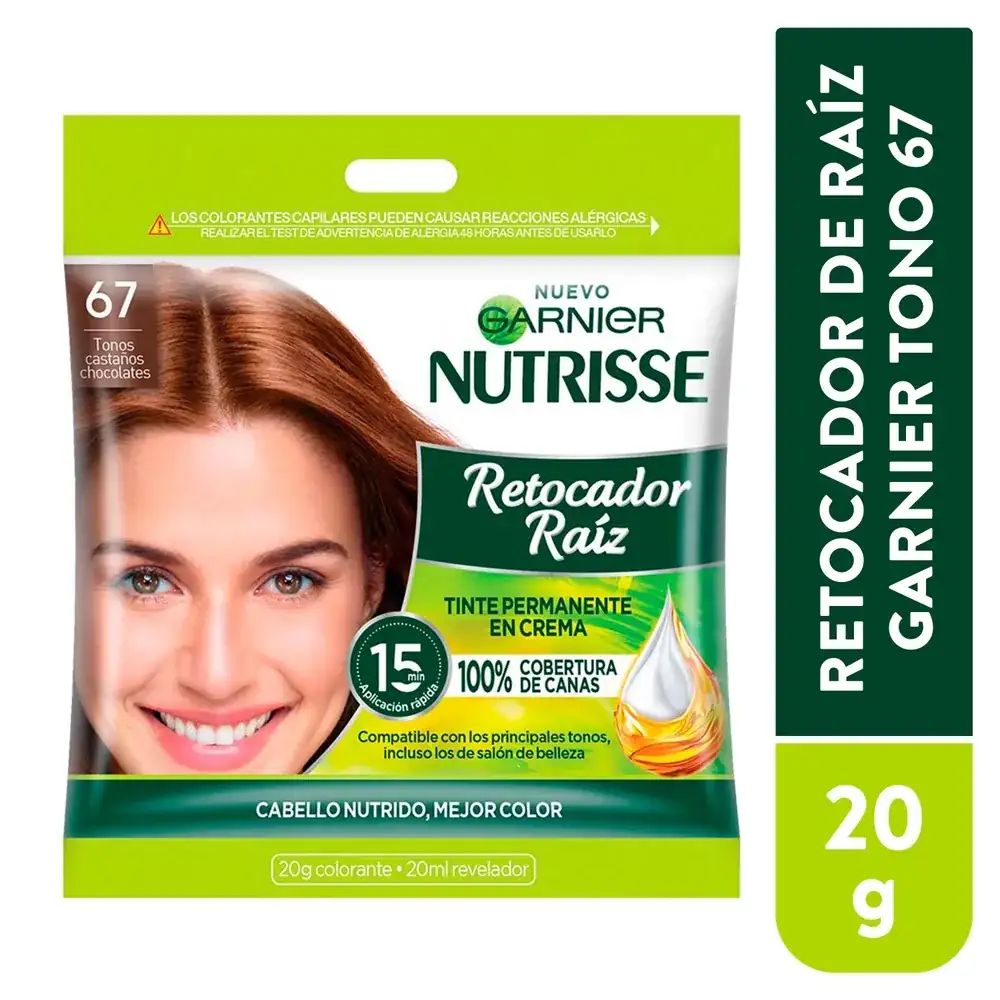 LOS COLORANTES CAPILARES PUEDEN CAUSAR REACCIONES ALÉRGICAS
REALIZAR EL TEST DE ADVERTENCIA DE ALERGIA 48 HORAS ANTES DE USARLO
67
Tonos
castaños
chocolates
NUEVO
GARNIER
NUTRISSE
Retocador
Raíz
TINTE PERMANENTE
EN CREMA
15 min
Aplicación rápida
100% COBERTURA
DE CANAS
Compatible con los principales tonos,
incluso los de salón de belleza
CABELLO NUTRIDO, MEJOR COLOR
20g colorante • 20ml revelador
RETOCADOR DE RAÍZ
GARNIER TONO 67
20
g